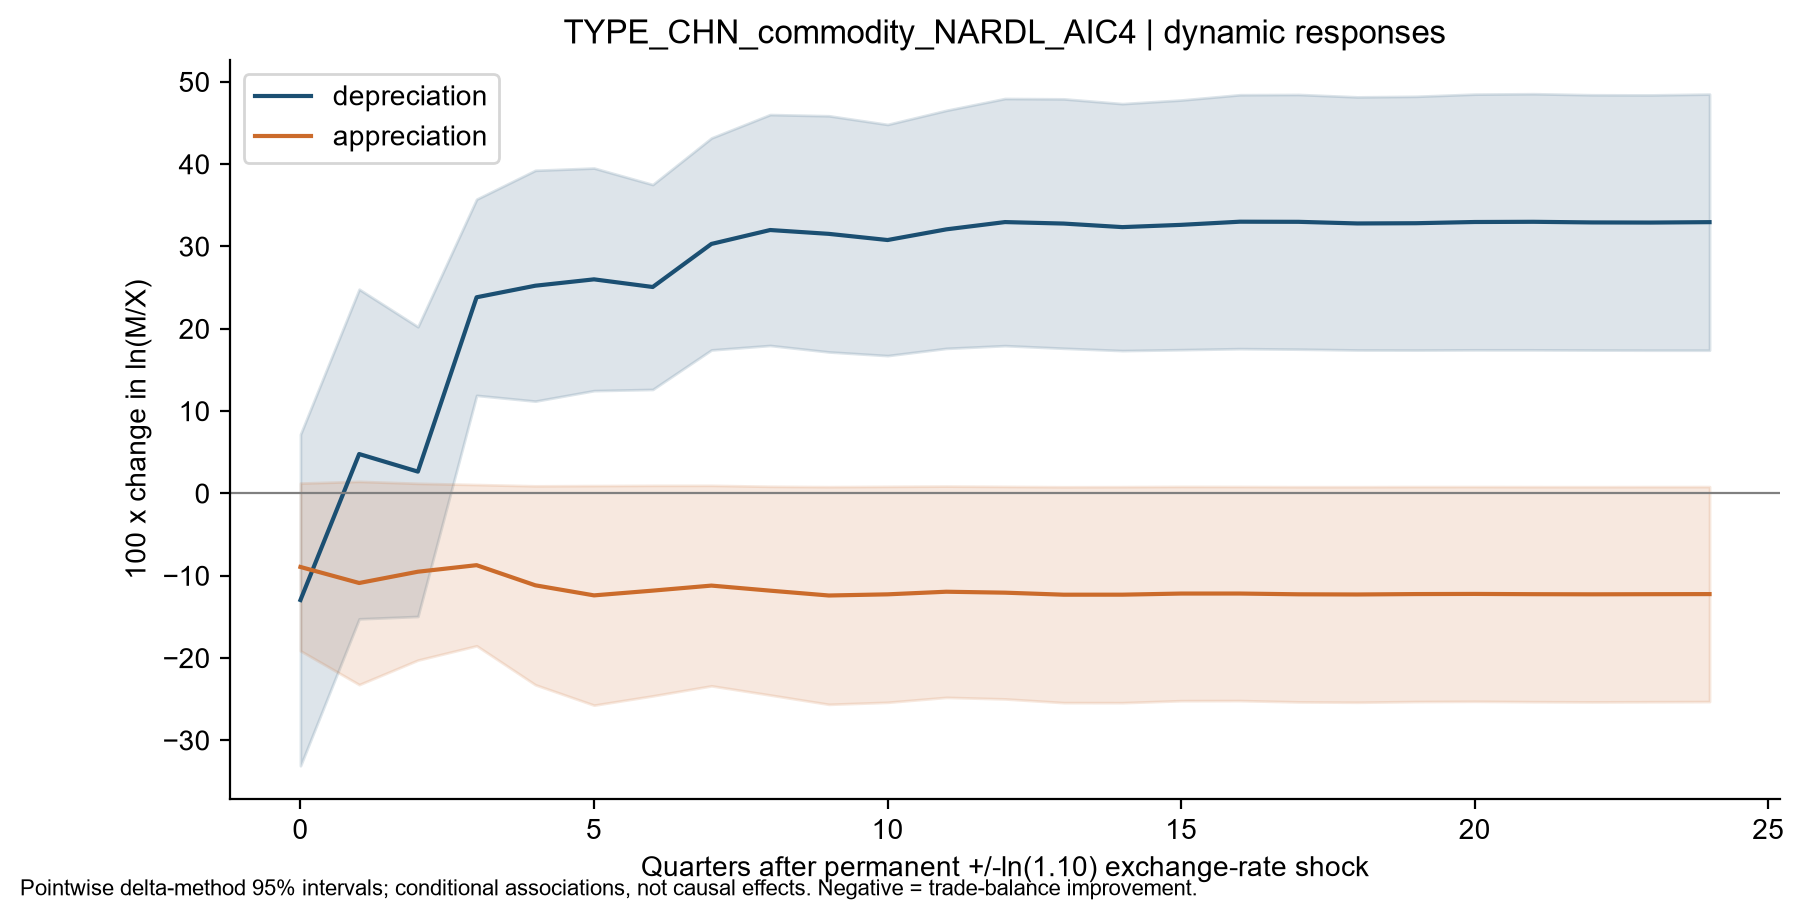 TYPE_CHN_commodity_NARDL_AIC4 | dynamic responses
depreciation
appreciation
100 x change in ln(M/X)
50
40
30
20
10
0
−10
−20
−30
0 5 10 15 20 25
Quarters after permanent +/-ln(1.10) exchange-rate shock
Pointwise delta-method 95% intervals; conditional associations, not causal effects. Negative = trade-balance improvement.